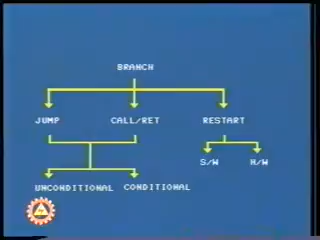 BRANCH
JUMP CALL/RET RESTART
S/W H/W
UNCONDITIONAL CONDITIONAL